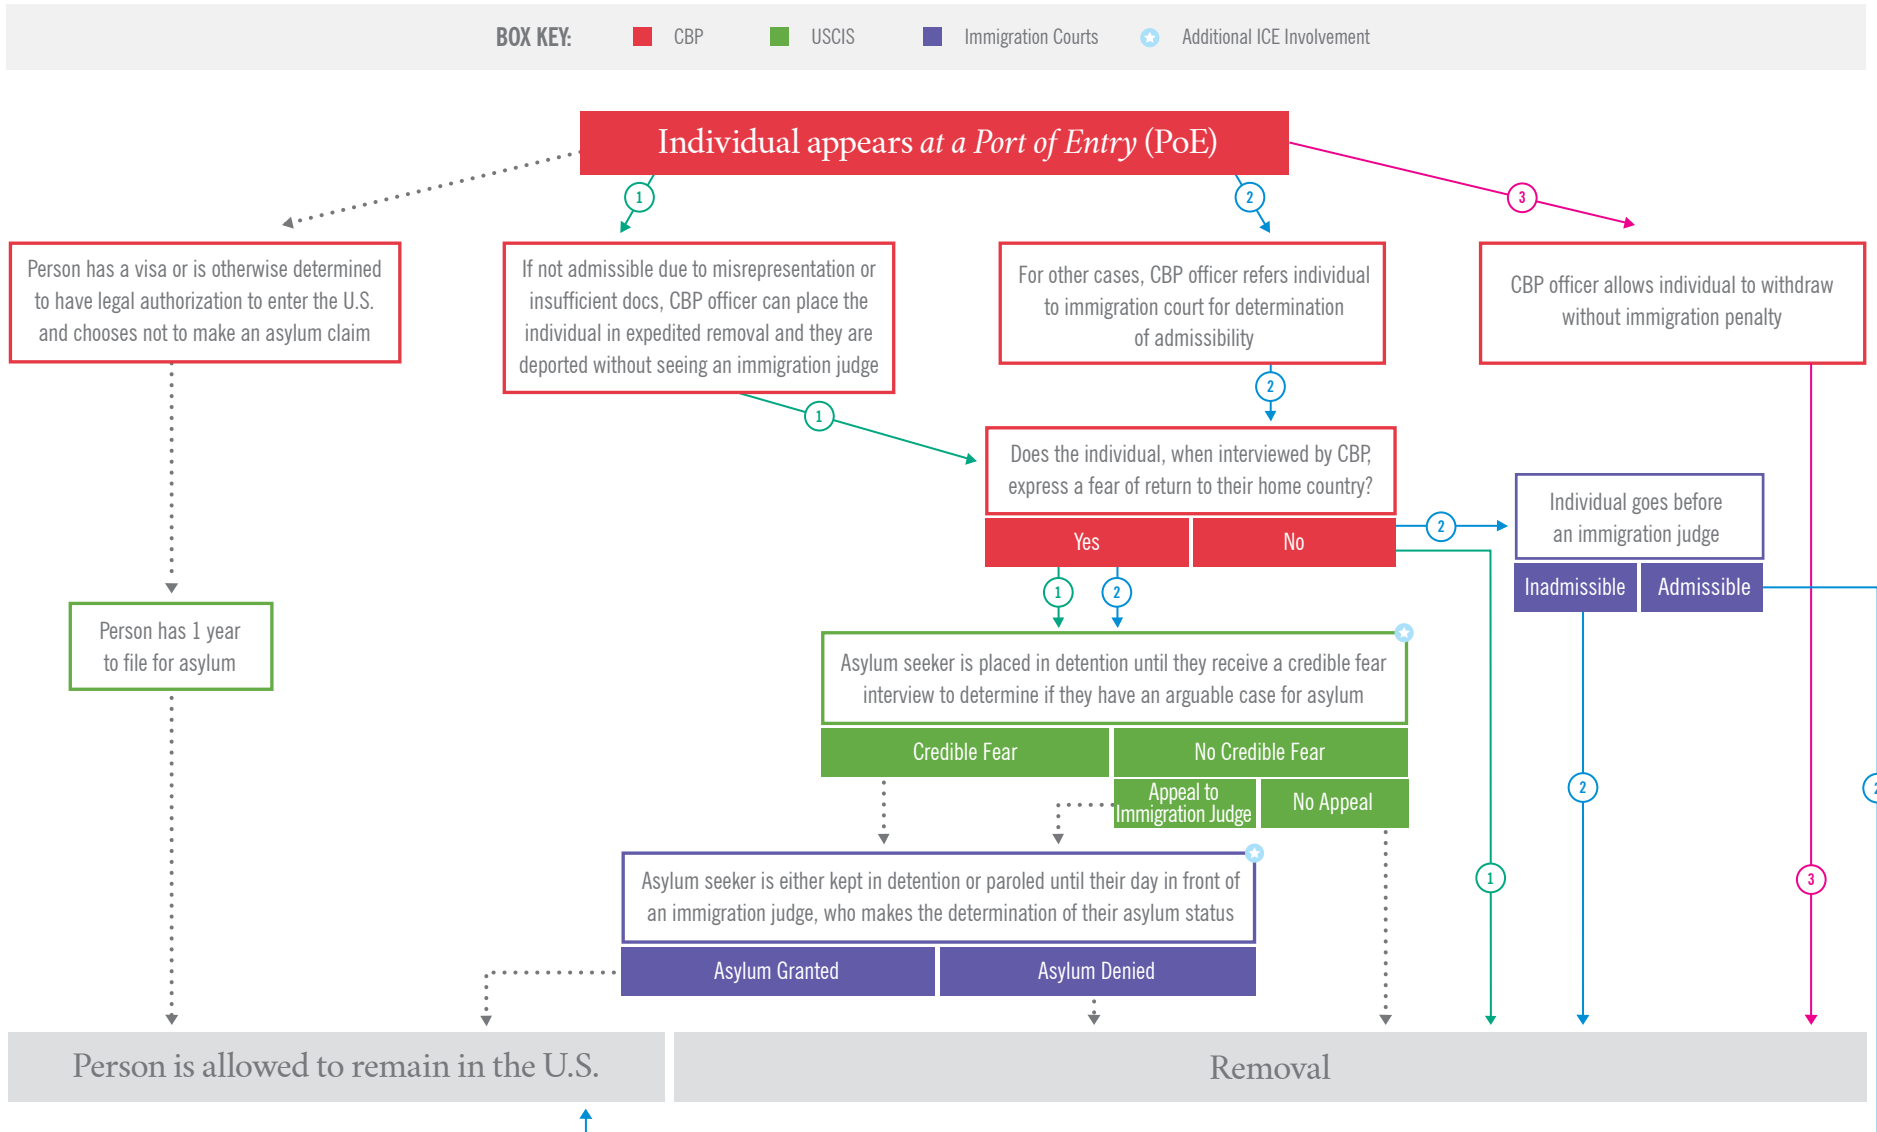 BOX KEY: CBP USCIS Immigration Courts Additional ICE Involvement
Individual appears at a Port of Entry (PoE)
1
2
3
Person has a visa or is otherwise determined
to have legal authorization to enter the U.S.
and chooses not to make an asylum claim
If not admissible due to misrepresentation or
insufficient docs, CBP officer can place the
individual in expedited removal and they are
deported without seeing an immigration judge
For other cases, CBP officer refers individual
to immigration court for determination
of admissibility
CBP officer allows individual to withdraw
without immigration penalty
2
1
Does the individual, when interviewed by CBP,
express a fear of return to their home country?
Yes
No
2
Individual goes before
an immigration judge
Inadmissible
Admissible
1
2
Person has 1 year
to file for asylum
Asylum seeker is placed in detention until they receive a credible fear
interview to determine if they have an arguable case for asylum
Credible Fear
No Credible Fear
Appeal to
Immigration Judge
No Appeal
2
2
Asylum seeker is either kept in detention or paroled until their day in front of
an immigration judge, who makes the determination of their asylum status
1
3
Asylum Granted
Asylum Denied
Person is allowed to remain in the U.S.
Removal